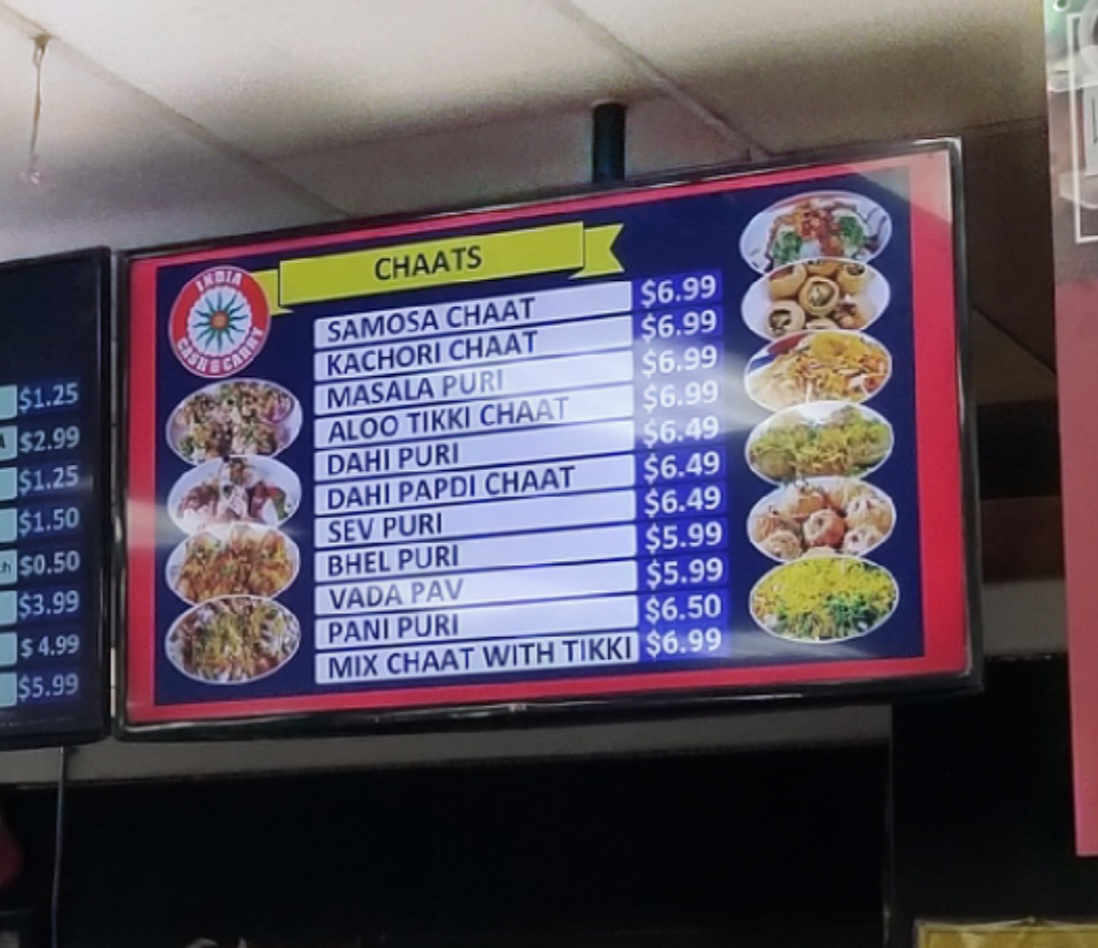 CHAATS
INDIA
CASH & CARRY
SAMOSA CHAAT $6.99
KACHORI CHAAT $6.99
MASALA PURI $6.99
ALOO TIKKI CHAAT $6.99
DAHI PURI $6.49
DAHI PAPDI CHAAT $6.49
SEV PURI $6.49
BHEL PURI $5.99
VADA PAV $5.99
PANI PURI $6.50
MIX CHAAT WITH TIKKI $6.99
$1.25
$2.99
$1.25
$1.50
$0.50
$3.99
$ 4.99
$5.99